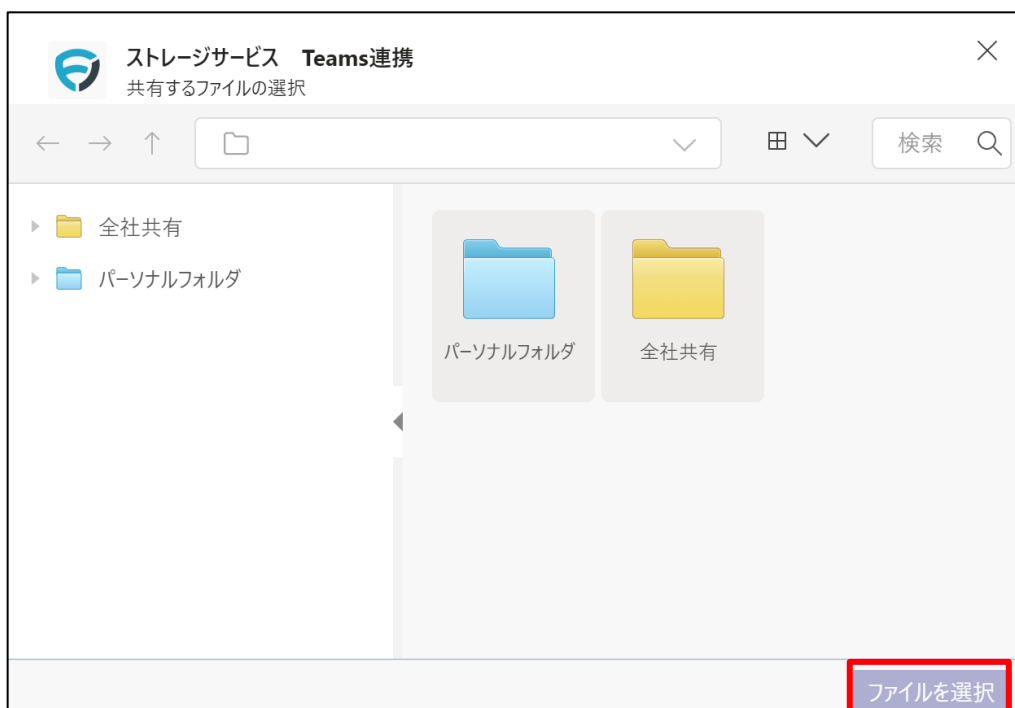 ストレージサービス　Teams連携
共有するファイルの選択
検索
全社共有
パーソナルフォルダ
パーソナルフォルダ
全社共有
ファイルを選択